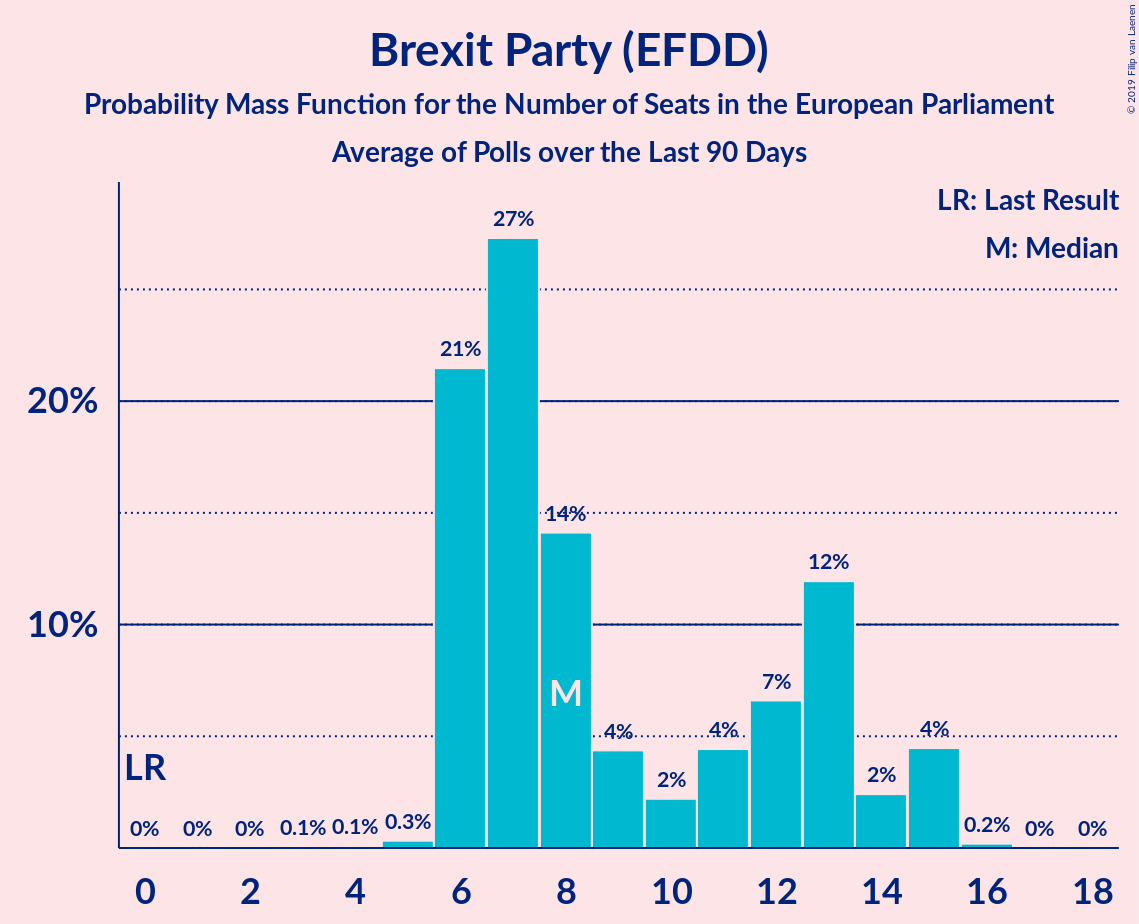 Brexit Party (EFDD)
Probability Mass Function for the Number of Seats in the European Parliament
Average of Polls over the Last 90 Days
© 2019 Filip van Laenen
LR: Last Result
M: Median
27%
21%
20%
14%
12%
10%
7%
4%
4%
4%
2%
2%
M
LR
0%
0%
0%
0.1%
0.1%
0.3%
0.2%
0%
0%
0 2 4 6 8 10 12 14 16 18